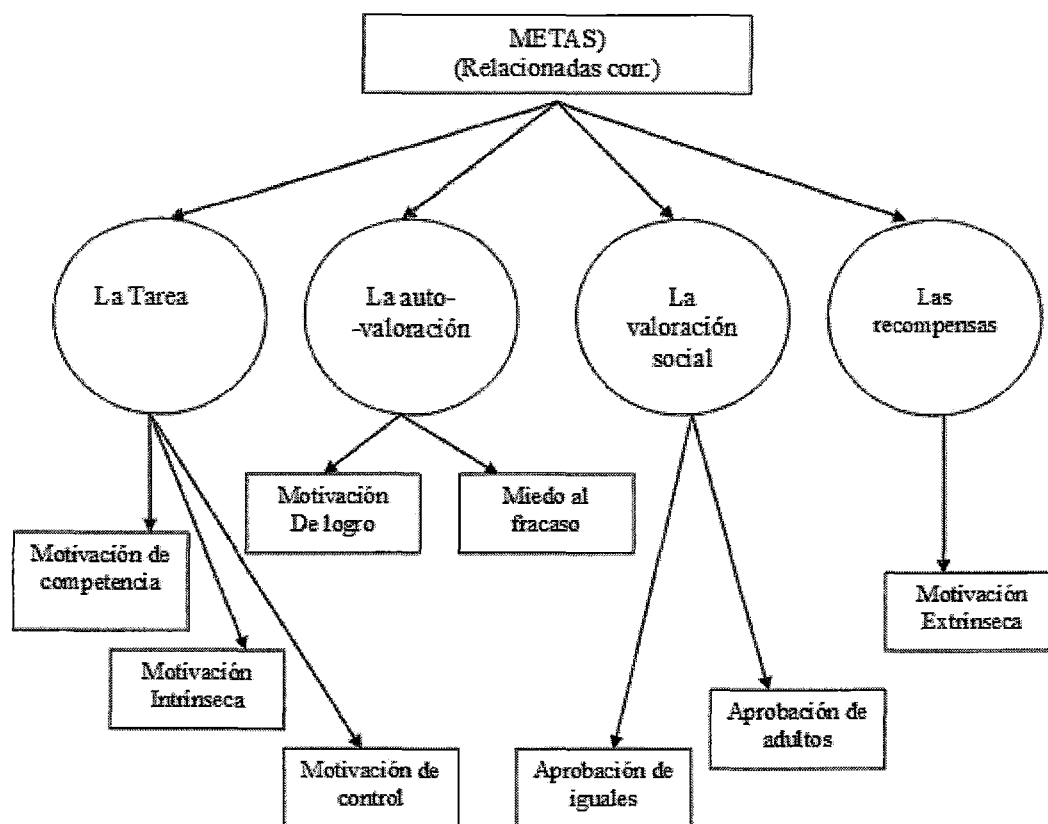 METAS)
(Relacionadas con:)
La Tarea
La auto-
-valoración
La
valoración
social
Las
recompensas
Motivación
De logro
Miedo al
fracaso
Motivación de
competencia
Motivación
Extrínseca
Motivación
Intrínseca
Aprobación de
adultos
Motivación de
control
Aprobación de
iguales